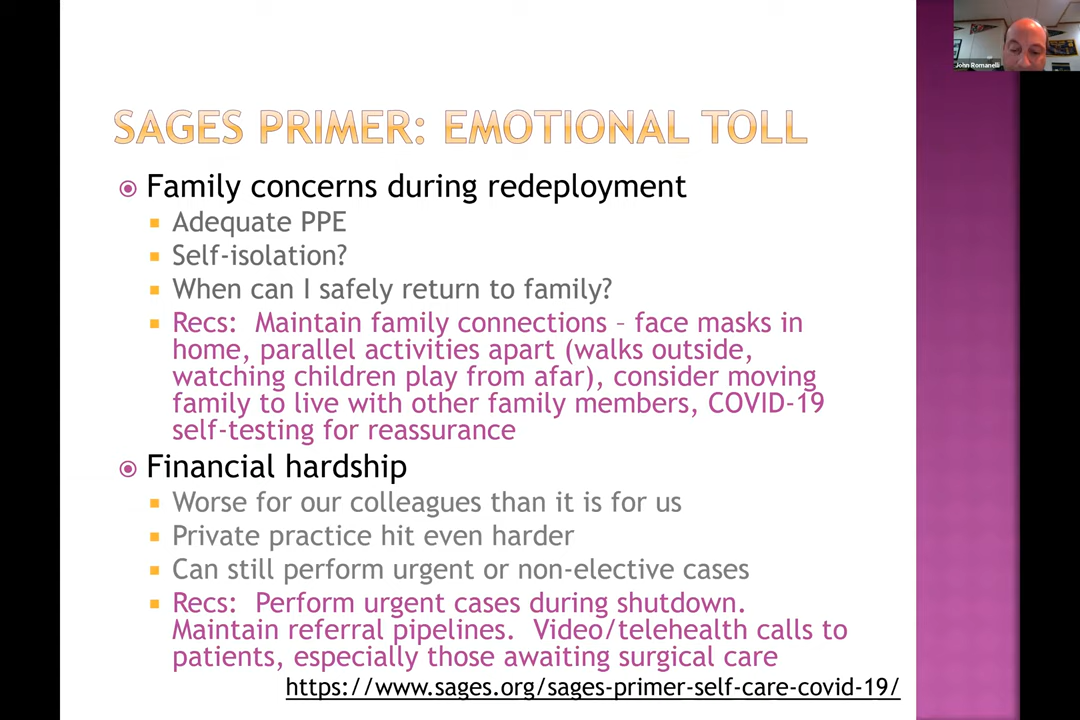 John Romanelli
SAGES PRIMER: EMOTIONAL TOLL
Family concerns during redeployment
Adequate PPE
Self-isolation?
When can I safely return to family?
Recs:  Maintain family connections – face masks in
home, parallel activities apart (walks outside,
watching children play from afar), consider moving
family to live with other family members, COVID-19
self-testing for reassurance
Financial hardship
Worse for our colleagues than it is for us
Private practice hit even harder
Can still perform urgent or non-elective cases
Recs:  Perform urgent cases during shutdown.
Maintain referral pipelines.  Video/telehealth calls to
patients, especially those awaiting surgical care
https://www.sages.org/sages-primer-self-care-covid-19/